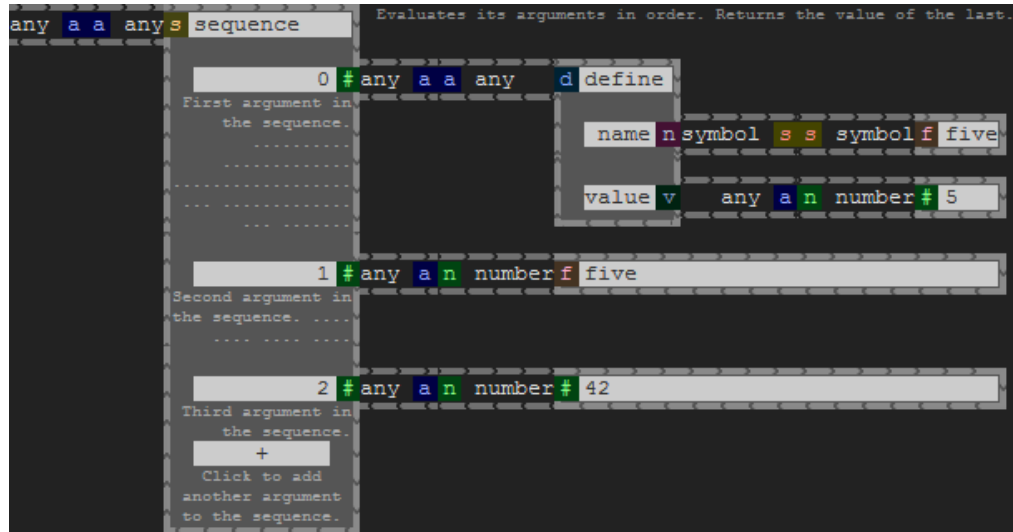 Evaluates its arguments in order. Returns the value of the last.
any a a any s sequence
0 # any a a any d define
First argument in
the sequence.
..........
name n symbol s s symbol f five
...............
..................
value v any a n number # 5
... ..............
... .......
1 # any a n number f five
Second argument in
the sequence. ....
.... .... ....
2 # any a n number # 42
Third argument in
the sequence.
+
Click to add
another argument
to the sequence.